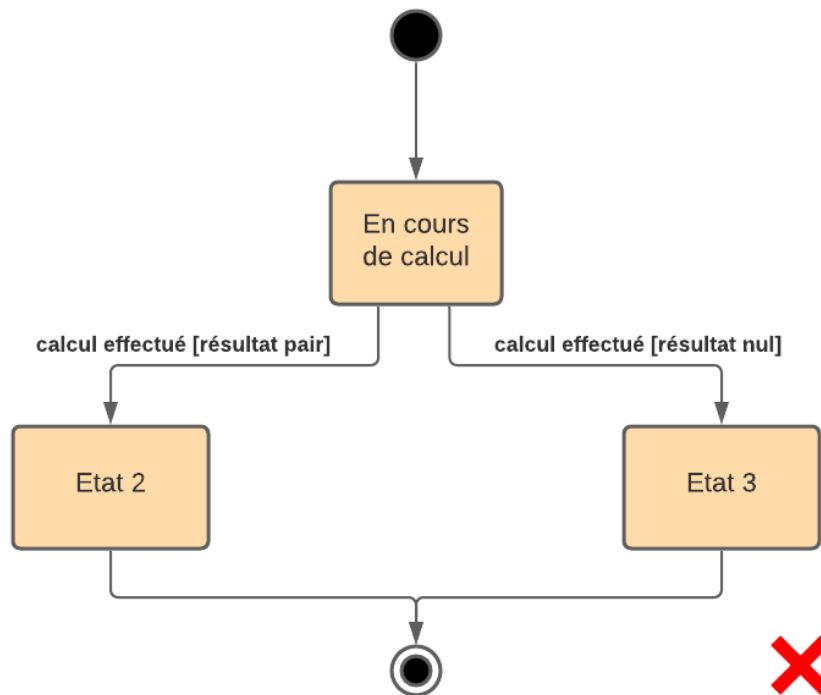 En cours
de calcul
calcul effectué [résultat pair]
calcul effectué [résultat nul]
Etat 2
Etat 3